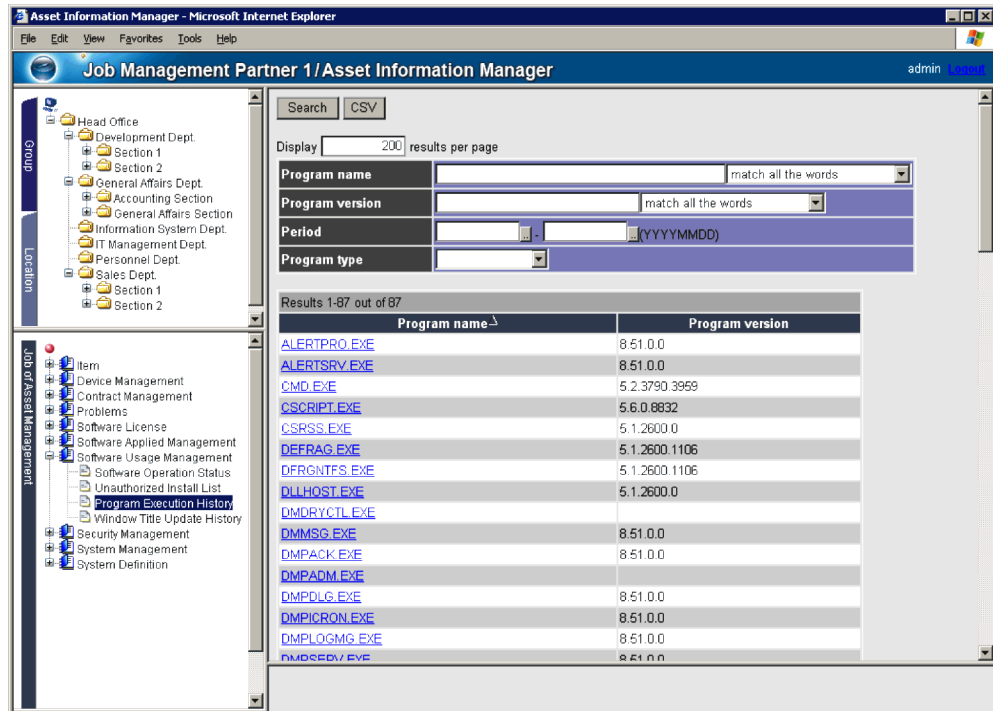 Asset Information Manager - Microsoft Internet Explorer
File Edit View Favorites Tools Help
Job Management Partner 1/Asset Information Manager
admin Logout
Group
Location
Head Office
Development Dept.
Section 1
Section 2
General Affairs Dept.
Accounting Section
General Affairs Section
Information System Dept.
IT Management Dept.
Personnel Dept.
Sales Dept.
Section 1
Section 2
Job of Asset Management
Item
Device Management
Contract Management
Problems
Software License
Software Applied Management
Software Usage Management
Software Operation Status
Unauthorized Install List
Program Execution History
Window Title Update History
Security Management
System Management
System Definition
Search CSV
Display 200 results per page
Program name match all the words
Program version match all the words
Period .. - .. (YYYYMMDD)
Program type
Results 1-87 out of 87
Program name Program version
ALERTPRO.EXE 8.51.0.0
ALERTSRV.EXE 8.51.0.0
CMD.EXE 5.2.3790.3959
CSCRIPT.EXE 5.6.0.8832
CSRSS.EXE 5.1.2600.0
DEFRAG.EXE 5.1.2600.1106
DFRGNTFS.EXE 5.1.2600.1106
DLLHOST.EXE 5.1.2600.0
DMDRYCTL.EXE
DMMSG.EXE 8.51.0.0
DMPACK.EXE 8.51.0.0
DMPADM.EXE
DMPDLG.EXE 8.51.0.0
DMPICRON.EXE 8.51.0.0
DMPLOGMG.EXE 8.51.0.0
DMPSERV.EXE 8.51.0.0